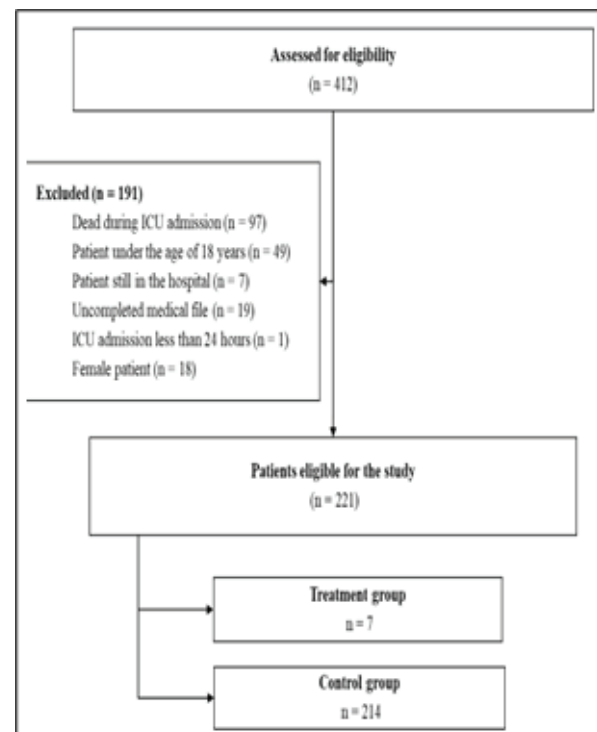 Assessed for eligibility
(n = 412)
Excluded (n = 191)
Dead during ICU admission (n = 97)
Patient under the age of 18 years (n = 49)
Patient still in the hospital (n = 7)
Uncompleted medical file (n = 19)
ICU admission less than 24 hours (n = 1)
Female patient (n = 18)
Patients eligible for the study
(n = 221)
Treatment group
n = 7
Control group
n = 214